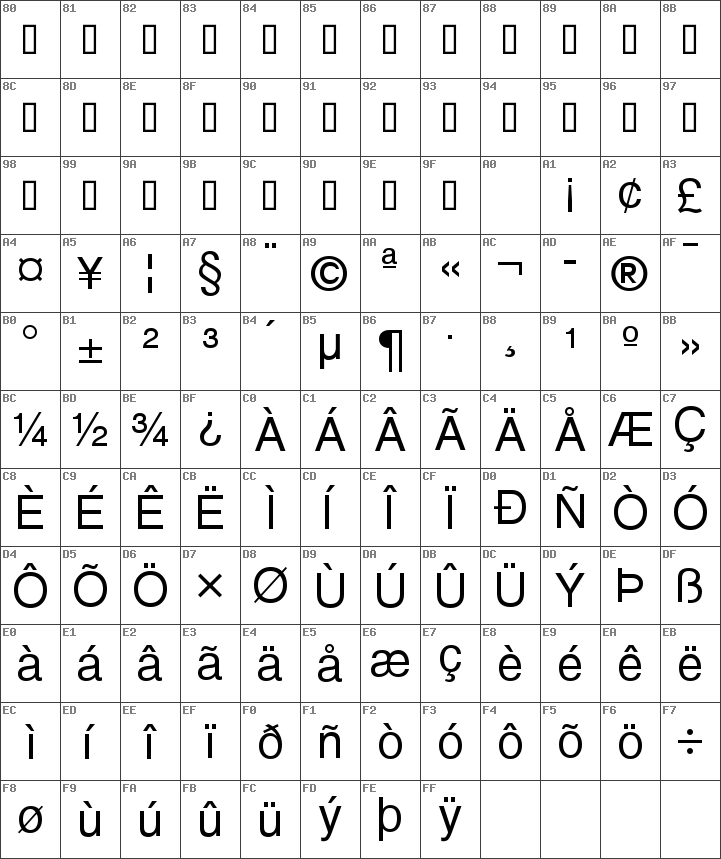 80 81 82 83 84 85 86 87 88 89 8A 8B
8C 8D 8E 8F 90 91 92 93 94 95 96 97
98 99 9A 9B 9C 9D 9E 9F A0 A1 A2 A3
¡ ¢ £
A4 A5 A6 A7 A8 A9 AA AB AC AD AE AF
¤ ¥ ¦ § ¨ © ª « ¬ - ® ¯
B0 B1 B2 B3 B4 B5 B6 B7 B8 B9 BA BB
° ± ² ³ ´ µ ¶ · ¸ ¹ º »
BC BD BE BF C0 C1 C2 C3 C4 C5 C6 C7
¼ ½ ¾ ¿ À Á Â Ã Ä Å Æ Ç
C8 C9 CA CB CC CD CE CF D0 D1 D2 D3
È É Ê Ë Ì Í Î Ï Ð Ñ Ò Ó
D4 D5 D6 D7 D8 D9 DA DB DC DD DE DF
Ô Õ Ö × Ø Ù Ú Û Ü Ý Þ ß
E0 E1 E2 E3 E4 E5 E6 E7 E8 E9 EA EB
à á â ã ä å æ ç è é ê ë
EC ED EE EF F0 F1 F2 F3 F4 F5 F6 F7
ì í î ï ð ñ ò ó ô õ ö ÷
F8 F9 FA FB FC FD FE FF
ø ù ú û ü ý þ ÿ